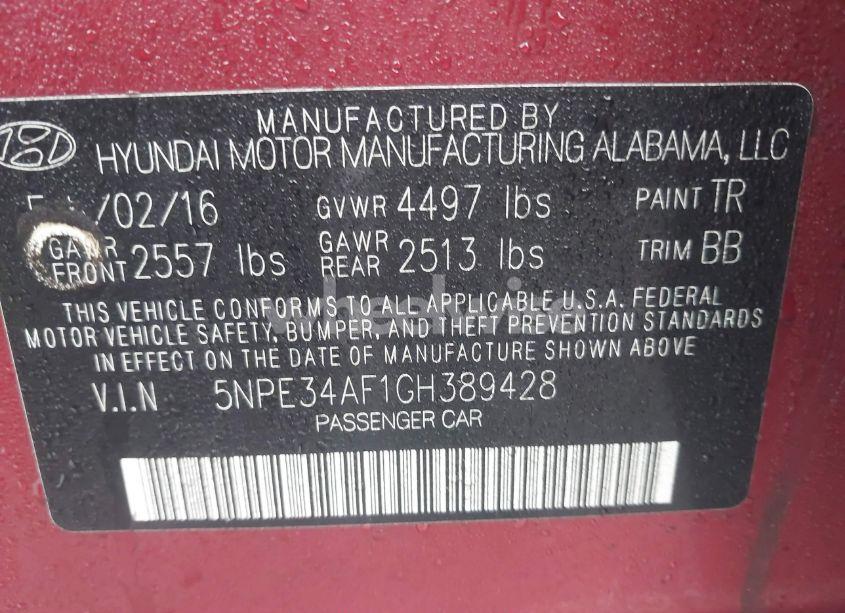 MANUFACTURED BY
HYUNDAI MOTOR MANUFACTURING ALABAMA, LLC
/02/16 GVWR 4497 lbs PAINT TR
GAWR FRONT 2557 lbs GAWR REAR 2513 lbs TRIM BB
THIS VEHICLE CONFORMS TO ALL APPLICABLE U.S.A. FEDERAL
MOTOR VEHICLE SAFETY, BUMPER, AND THEFT PREVENTION STANDARDS
IN EFFECT ON THE DATE OF MANUFACTURE SHOWN ABOVE
V.I.N 5NPE34AF1GH389428
PASSENGER CAR